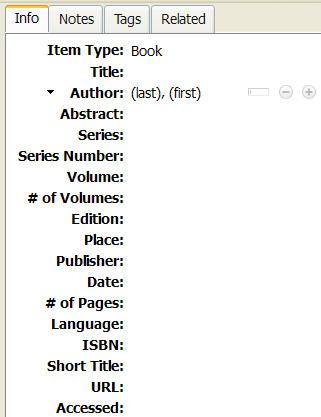 Info Notes Tags Related
Item Type: Book
Title:
Author: (last), (first)
Abstract:
Series:
Series Number:
Volume:
# of Volumes:
Edition:
Place:
Publisher:
Date:
# of Pages:
Language:
ISBN:
Short Title:
URL:
Accessed: